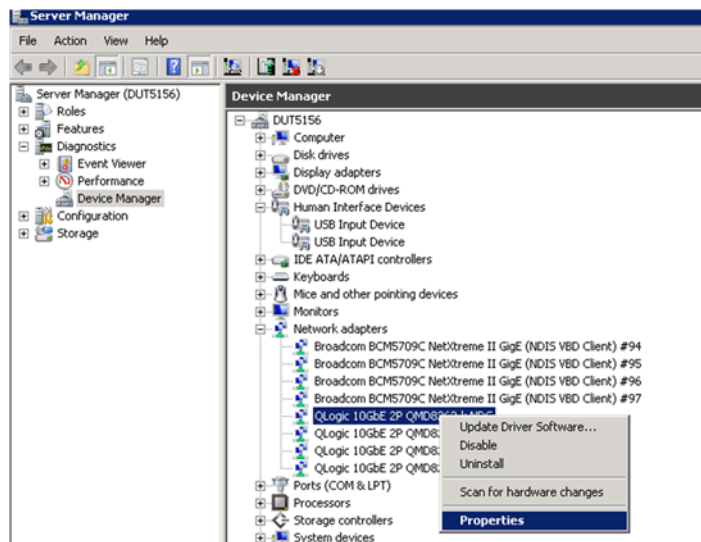 Server Manager
File Action View Help
Server Manager (DUT5156)
Roles
Features
Diagnostics
Event Viewer
Performance
Device Manager
Configuration
Storage
Device Manager
DUT5156
Computer
Disk drives
Display adapters
DVD/CD-ROM drives
Human Interface Devices
USB Input Device
USB Input Device
IDE ATA/ATAPI controllers
Keyboards
Mice and other pointing devices
Monitors
Network adapters
Broadcom BCM5709C NetXtreme II GigE (NDIS VBD Client) #94
Broadcom BCM5709C NetXtreme II GigE (NDIS VBD Client) #95
Broadcom BCM5709C NetXtreme II GigE (NDIS VBD Client) #96
Broadcom BCM5709C NetXtreme II GigE (NDIS VBD Client) #97
QLogic 10GbE 2P
QLogic 10GbE 2P
QLogic 10GbE 2P
QLogic 10GbE 2P
Ports (COM & LPT)
Processors
Storage controllers
System devices
Update Driver Software...
Disable
Uninstall
Scan for hardware changes
Properties